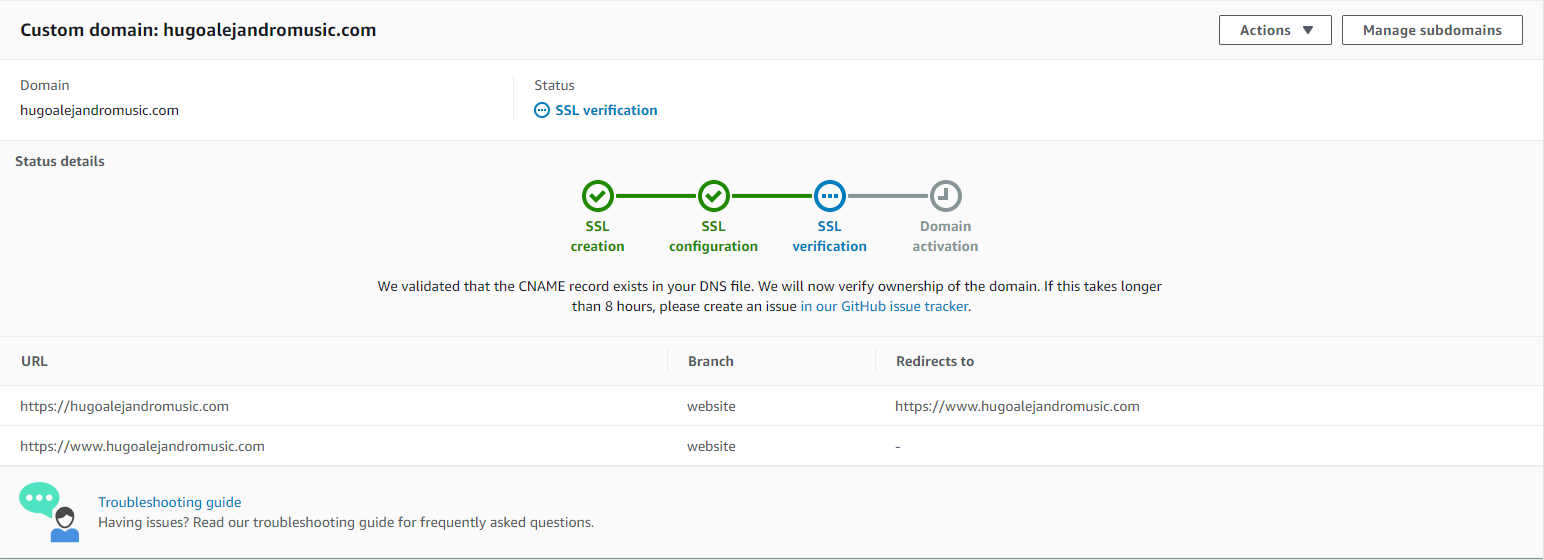 Custom domain: hugoalejandromusic.com
Actions
Manage subdomains
Domain
Status
hugoalejandromusic.com
SSL verification
Status details
SSL creation
SSL configuration
SSL verification
Domain activation
We validated that the CNAME record exists in your DNS file. We will now verify ownership of the domain. If this takes longer
than 8 hours, please create an issue in our GitHub issue tracker.
URL
Branch
Redirects to
https://hugoalejandromusic.com
website
https://www.hugoalejandromusic.com
https://www.hugoalejandromusic.com
website
-
Troubleshooting guide
Having issues? Read our troubleshooting guide for frequently asked questions.